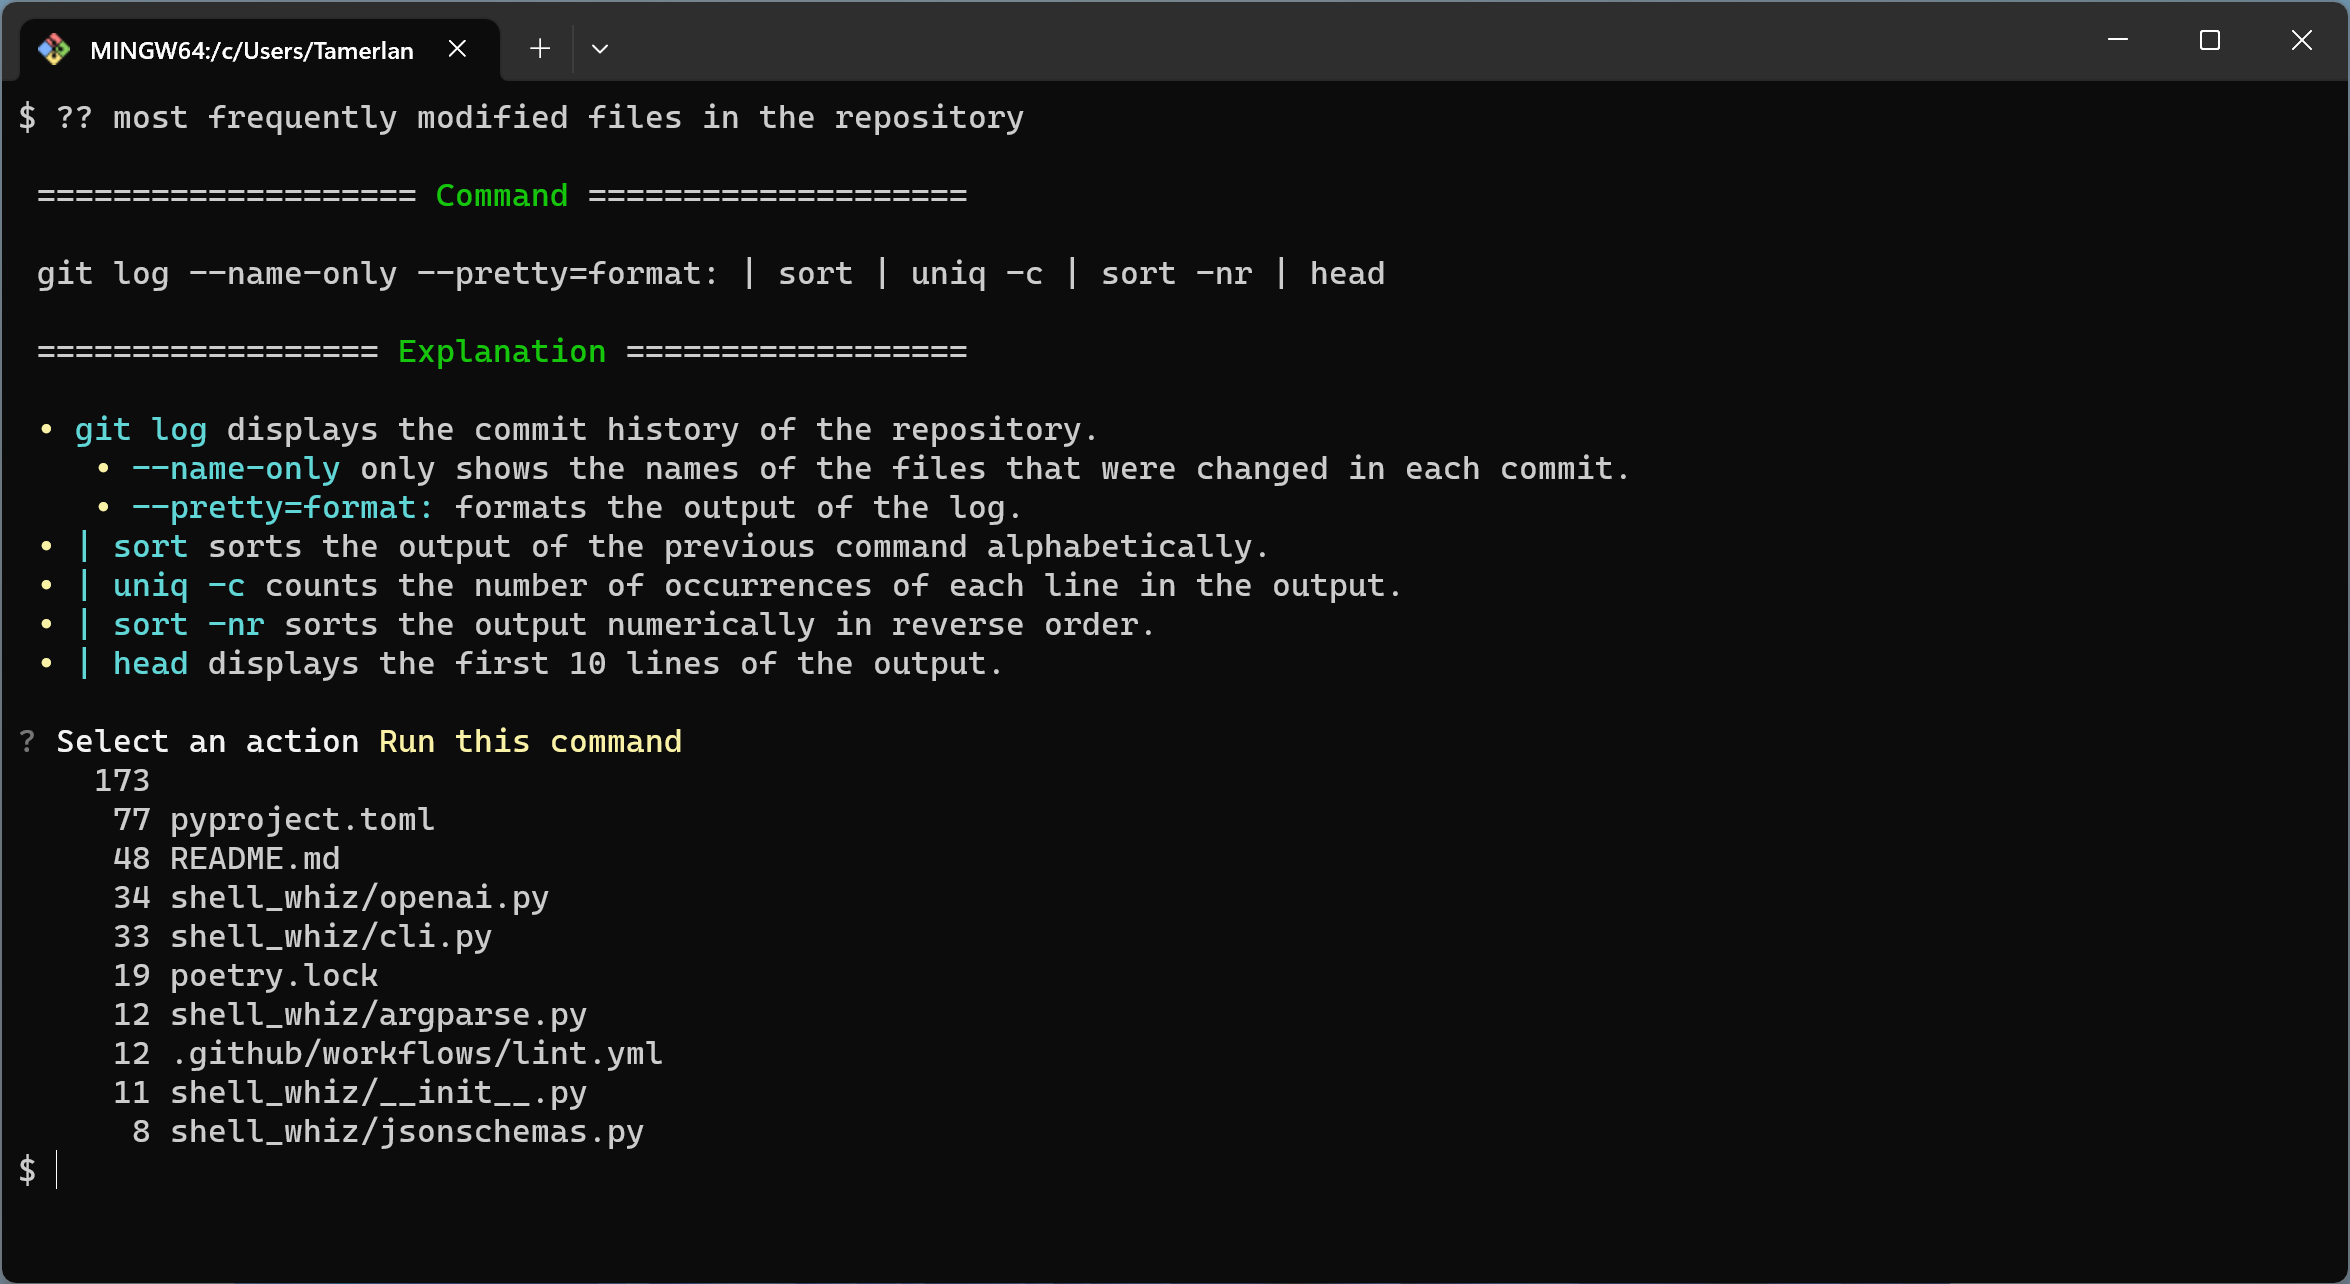 MINGW64:/c/Users/Tamerlan
$ ?? most frequently modified files in the repository
==================== Command ====================
git log --name-only --pretty=format: | sort | uniq -c | sort -nr | head
================== Explanation ==================
• git log displays the commit history of the repository.
• --name-only only shows the names of the files that were changed in each commit.
• --pretty=format: formats the output of the log.
• | sort sorts the output of the previous command alphabetically.
• | uniq -c counts the number of occurrences of each line in the output.
• | sort -nr sorts the output numerically in reverse order.
• | head displays the first 10 lines of the output.
? Select an action Run this command
173
77 pyproject.toml
48 README.md
34 shell_whiz/openai.py
33 shell_whiz/cli.py
19 poetry.lock
12 shell_whiz/argparse.py
12 .github/workflows/lint.yml
11 shell_whiz/__init__.py
8 shell_whiz/jsonschemas.py
$